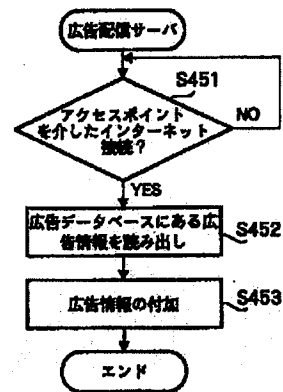 広告配信サーバ
S451
アクセスポイント
を介したインターネット
接続？
NO
YES
広告データベースにある広
告情報を読み出し
S452
広告情報の付加
S453
エンド